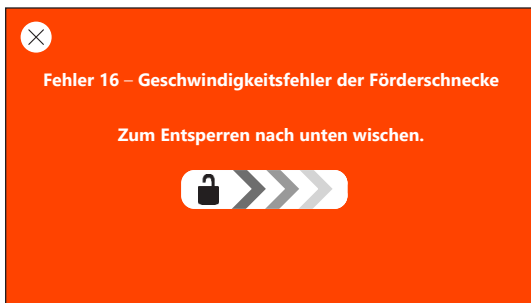 Fehler 16 – Geschwindigkeitsfehler der Förderschnecke
Zum Entsperren nach unten wischen.